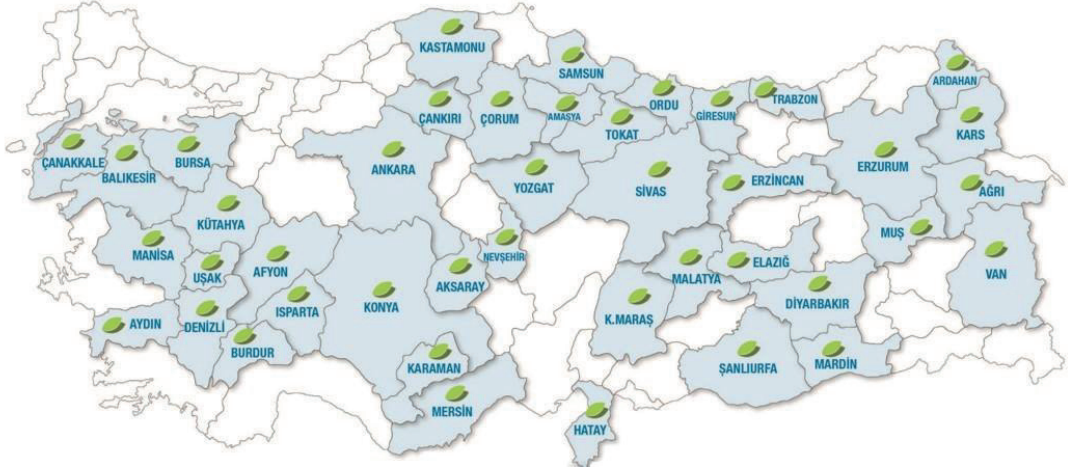 KASTAMONU
SAMSUN
ARDAHAN
ÇANKIRI
ÇORUM
AMASYA
ORDU
GİRESUN
TRABZON
TOKAT
KARS
ÇANAKKALE
BALIKESİR
BURSA
ANKARA
YOZGAT
SİVAS
ERZİNCAN
ERZURUM
AĞRI
KÜTAHYA
MUŞ
MANİSA
UŞAK
AFYON
NEVŞEHİR
AKSARAY
MALATYA
ELAZIĞ
VAN
KONYA
ISPARTA
K.MARAŞ
DİYARBAKIR
AYDIN
DENİZLİ
BURDUR
KARAMAN
ŞANLIURFA
MARDİN
MERSİN
HATAY